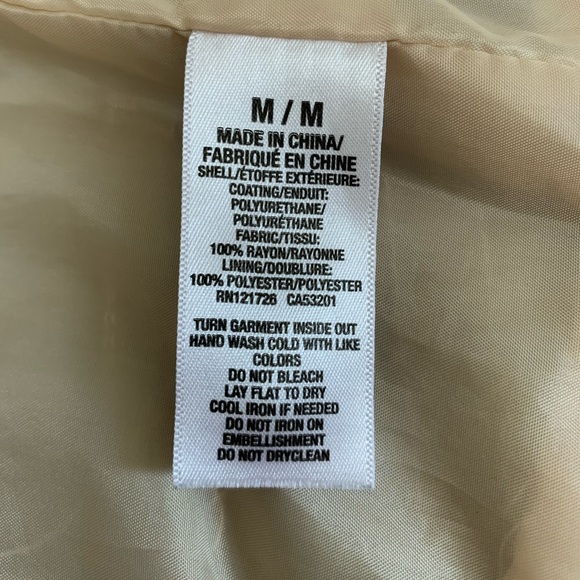 M / M
MADE IN CHINA/
FABRIQUÉ EN CHINE
SHELL/ÉTOFFE EXTÉRIEURE:
COATING/ENDUIT:
POLYURETHANE/
POLYURÉTHANE
FABRIC/TISSU:
100% RAYON/RAYONNE
LINING/DOUBLURE:
100% POLYESTER/POLYESTER
RN121726 CA53201
TURN GARMENT INSIDE OUT
HAND WASH COLD WITH LIKE
COLORS
DO NOT BLEACH
LAY FLAT TO DRY
COOL IRON IF NEEDED
DO NOT IRON ON
EMBELLISHMENT
DO NOT DRYCLEAN